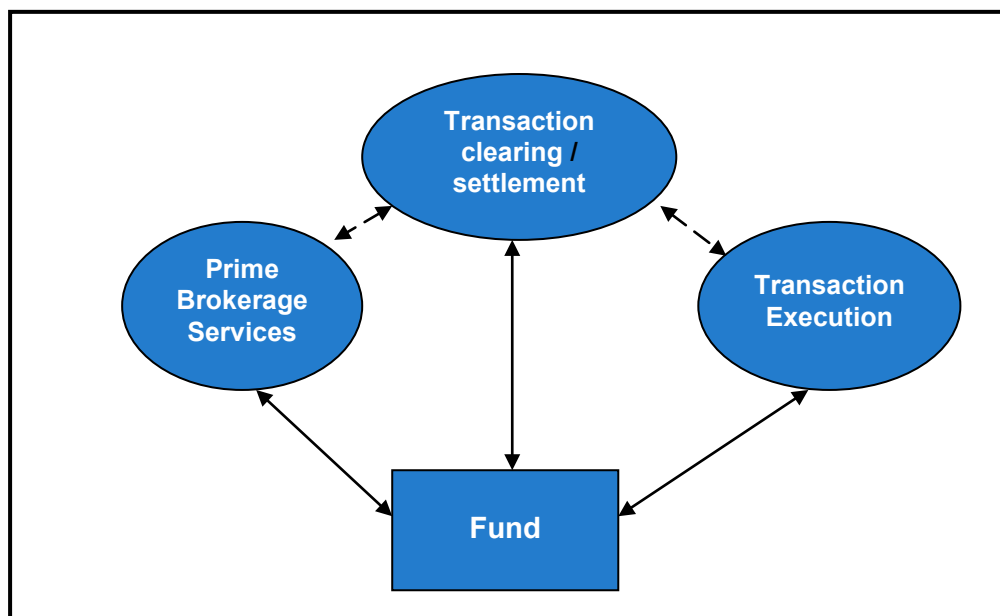 Transaction
clearing /
settlement
Prime
Brokerage
Services
Transaction
Execution
Fund